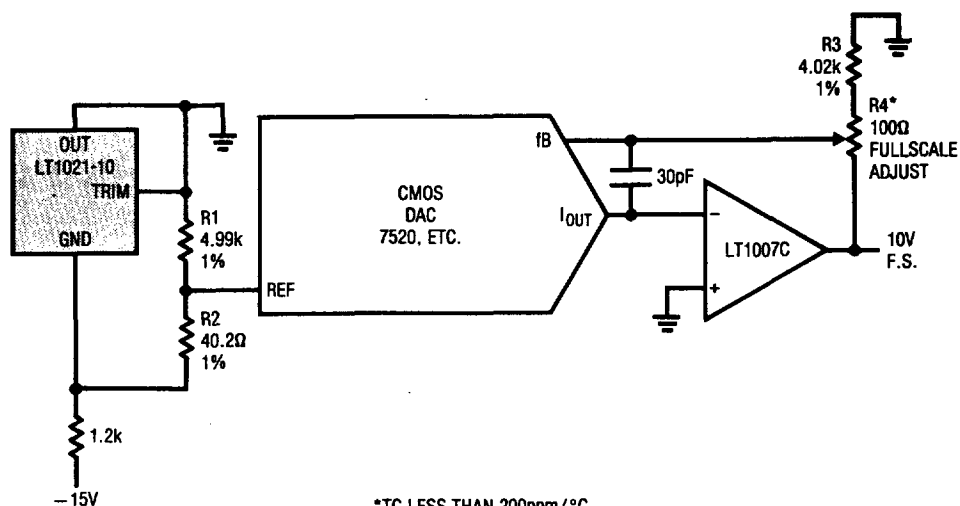 OUT
LT1021-10
TRIM
GND
R1
4.99k
1%
R2
40.2Ω
1%
1.2k
−15V
REF
CMOS
DAC
7520, ETC.
fB
IOUT
30pF
−
+
LT1007C
R3
4.02k
1%
R4*
100Ω
FULLSCALE
ADJUST
10V
F.S.
*TC LESS THAN 200ppm/°C